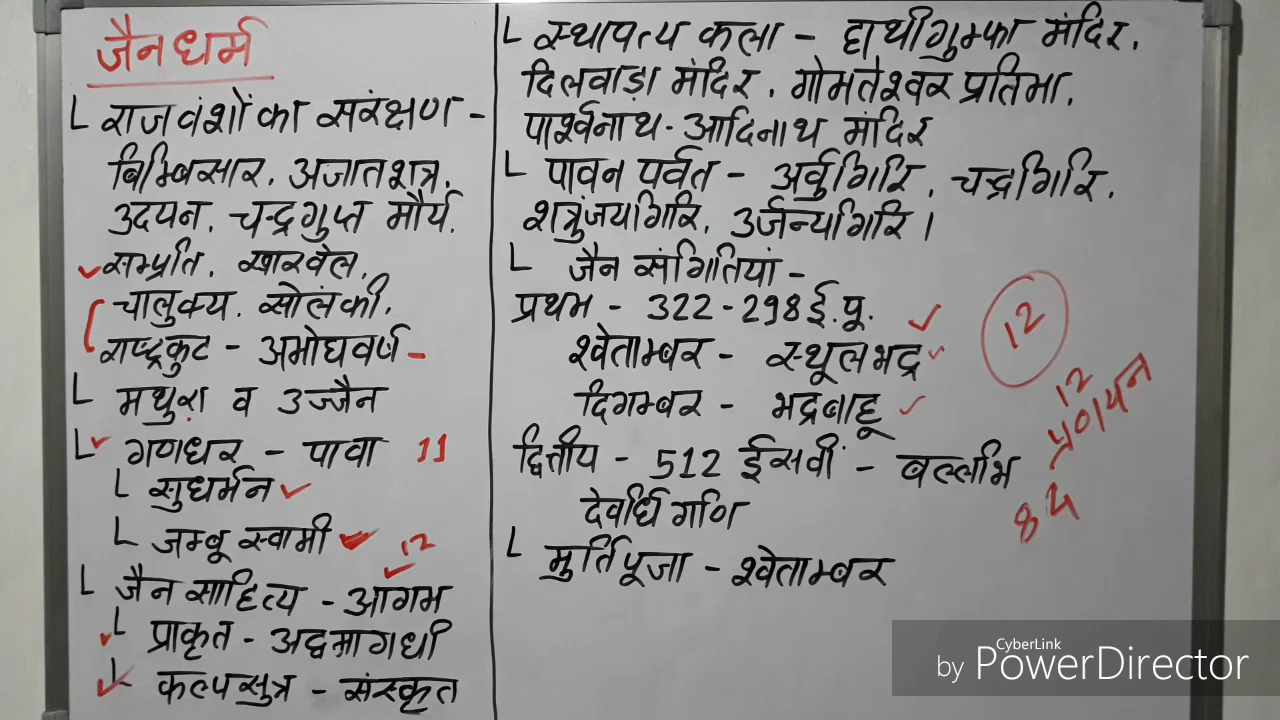 जैन धर्म
└ राजवंशों का संरक्षण -
बिम्बिसार, अजातशत्रु,
उदयन, चन्द्रगुप्त मौर्य,
सम्प्रति, खारवेल,
चालुक्य, सोलंकी,
राष्ट्रकुट - अमोघवर्ष -
└ मथुरा व उज्जैन
└ गणधर - पावा 11
└ सुधर्मन
└ जम्बू स्वामी
12
└ जैन साहित्य - आगम
└ प्राकृत - अद्धमागधी
└ कल्पसुत्र - संस्कृत
└ स्थापत्य कला - हाथीगुम्फा मंदिर,
दिलवाड़ा मंदिर, गोमतेश्वर प्रतिमा,
पार्श्वनाथ - आदिनाथ मंदिर
└ पावन पर्वत - अर्वुगिरि, चन्द्रगिरि,
शत्रुंजयगिरि, उर्जन्यगिरि।
└ जैन संगितियां -
प्रथम - 322-298 ई.पू.
श्वेताम्बर - स्थूलभद्र
दिगम्बर - भद्रबाहू
द्वितीय - 512 ईसवीं - बल्लभि
देवर्धि गणि
└ मुर्तिपूजा - श्वेताम्बर
12
12
प्रणयन
84
by CyberLink PowerDirector